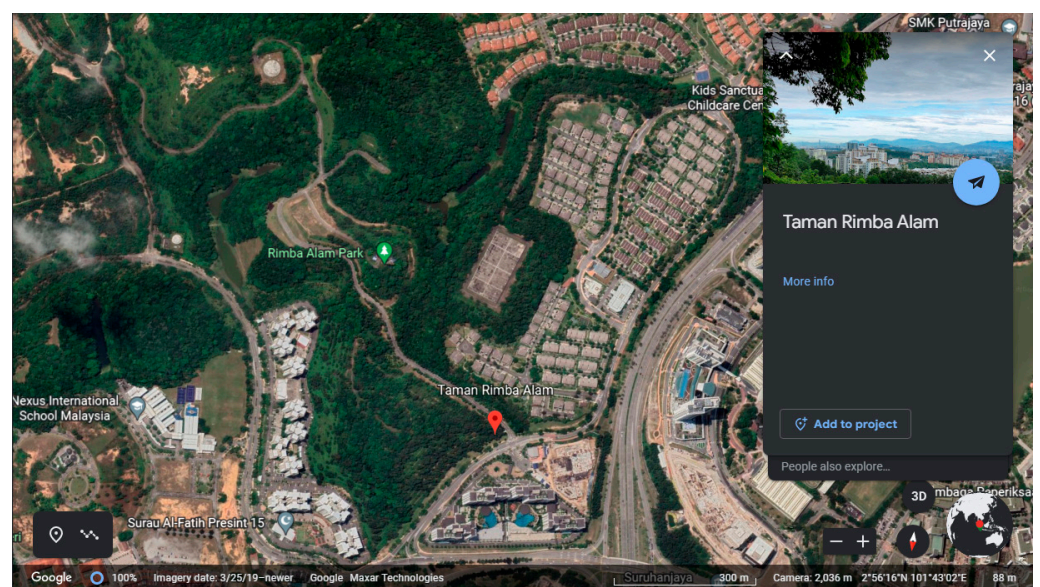 SMK Putrajaya
Kids Sanctua
Childcare Cen
16
Rimba Alam Park
Taman Rimba Alam
More info
Add to project
People also explore…
Nexus International
School Malaysia
Taman Rimba Alam
Surau Al-Fatih Presint 15
3D
Google
100%
Imagery date: 3/25/19–newer
Google
Maxar Technologies
Suruhanjaya
300 m
Camera: 2,036 m
2°56'16"N 101°43'02"E
88 m